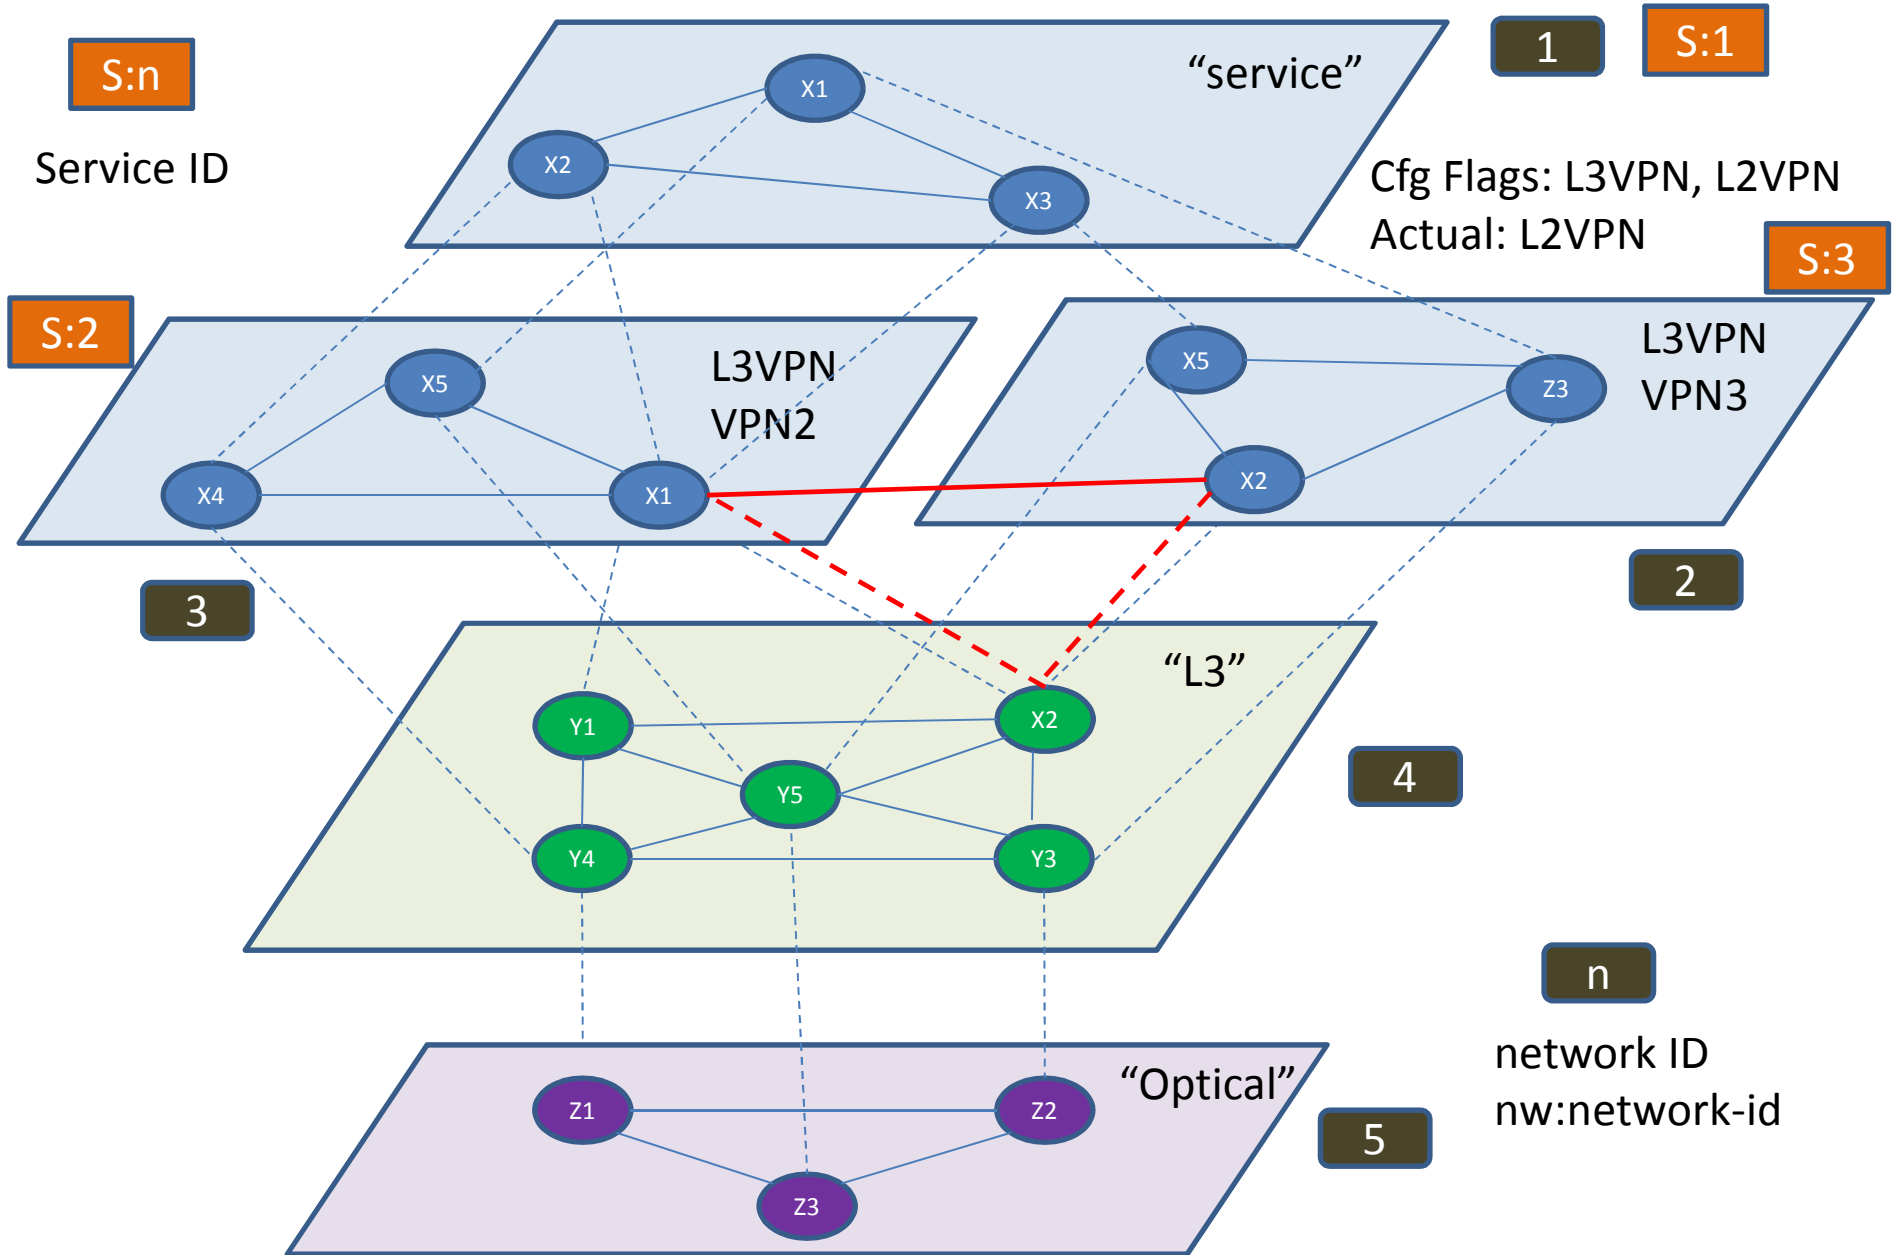 S:n
Service ID
“service”
1
S:1
X1
X2
X3
Cfg Flags: L3VPN, L2VPN
Actual: L2VPN
S:3
S:2
L3VPN
VPN2
X5
X4
X1
L3VPN
VPN3
X5
Z3
X2
3
2
“L3”
Y1
X2
Y5
Y4
Y3
4
n
network ID
nw:network-id
“Optical”
Z1
Z2
Z3
5